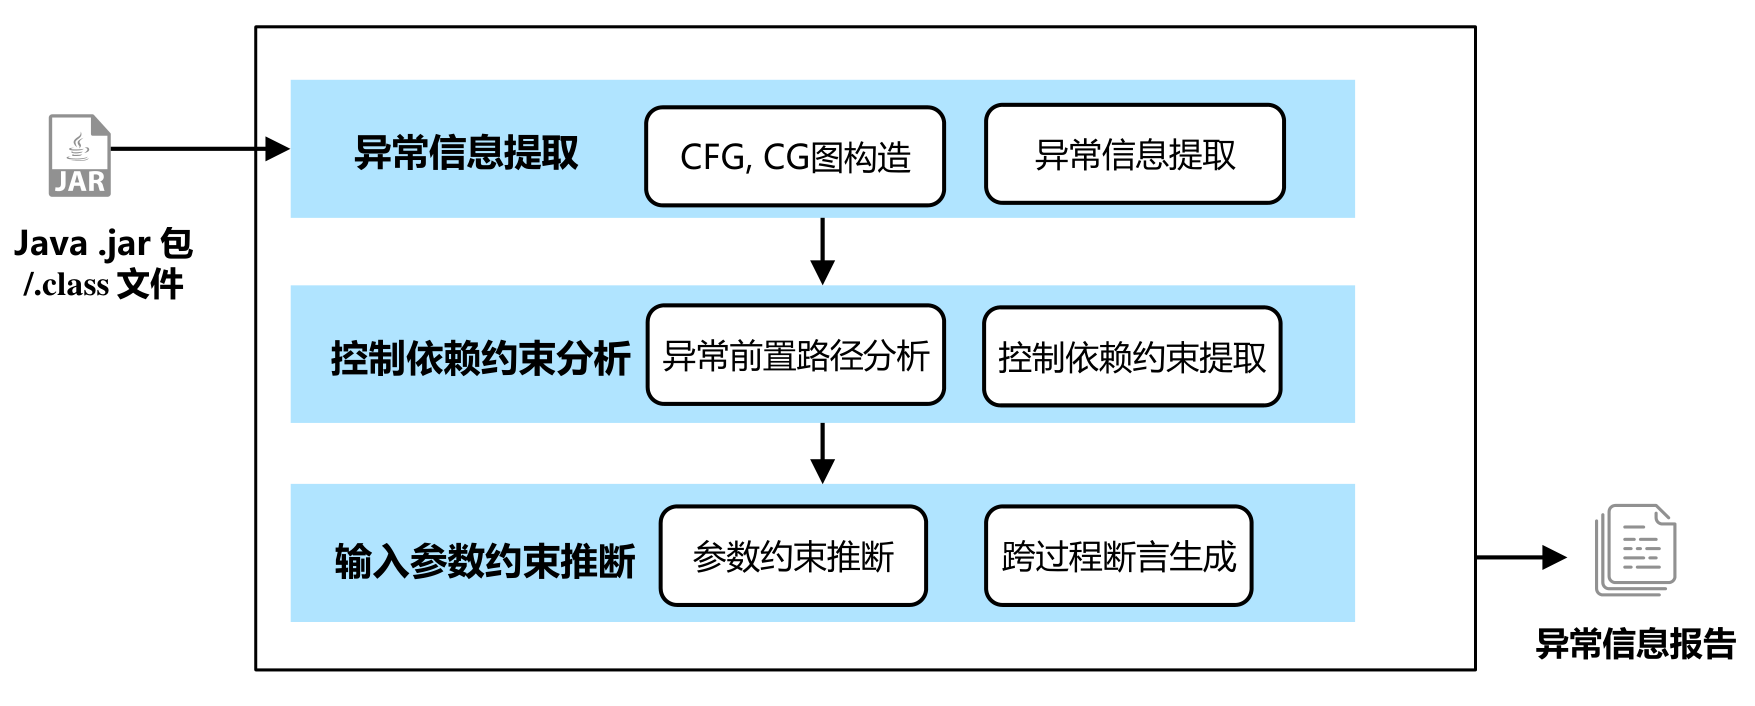 JAR
Java .jar 包
/.class 文件
异常信息提取
CFG, CG图构造
异常信息提取
控制依赖约束分析
异常前置路径分析
控制依赖约束提取
输入参数约束推断
参数约束推断
跨过程断言生成
异常信息报告